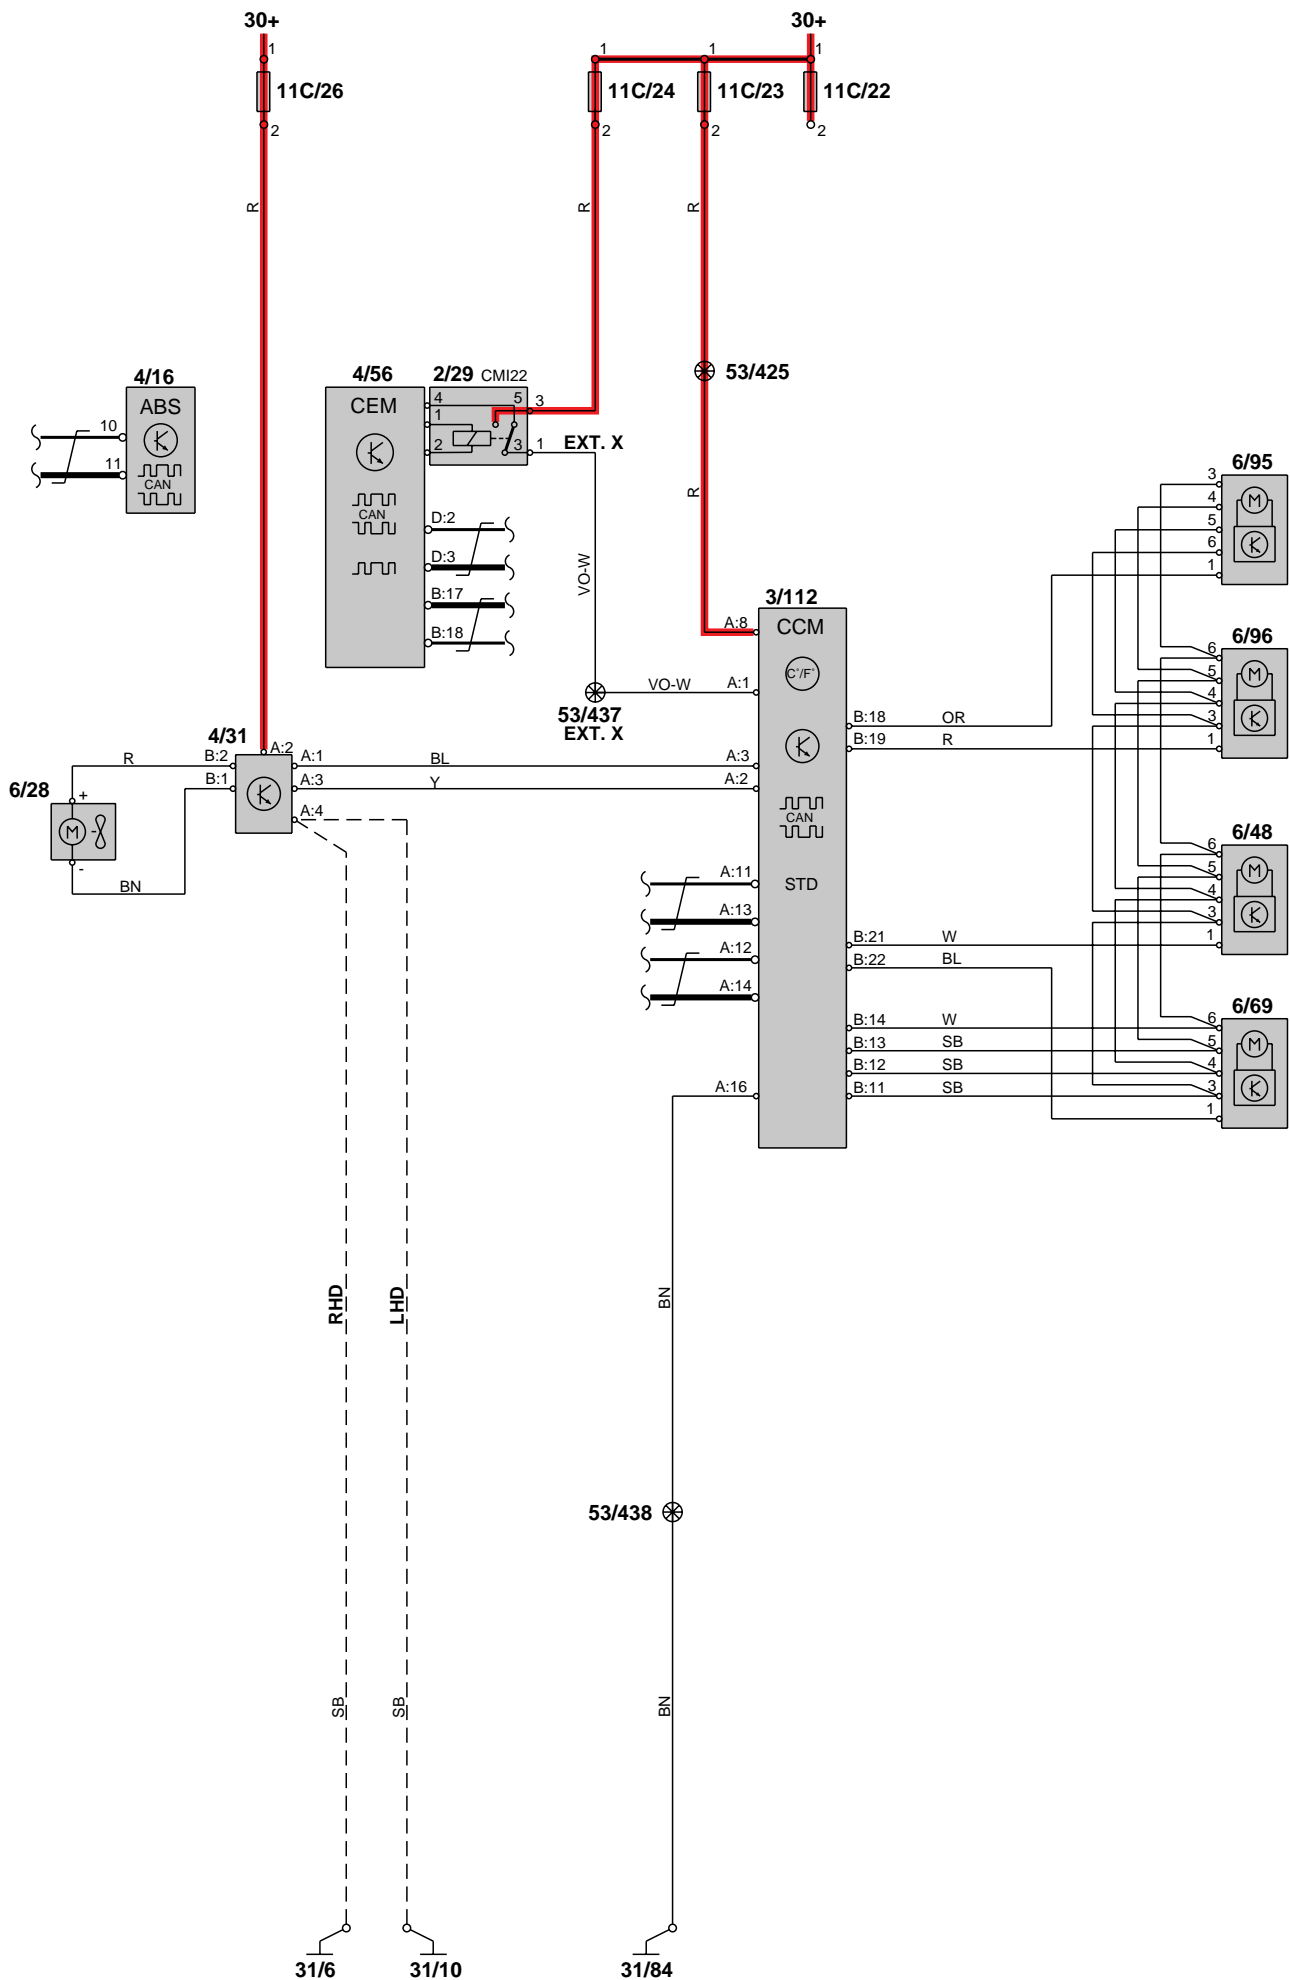 30+
30+
1
1
1
1
11C/26
11C/24
11C/23
11C/22
2
2
2
2
R
R
R
53/425
4/16
4/56
2/29 CMI22
ABS
CEM
4
5
3
1
10
2
3
1
EXT. X
11
CAN
R
6/95
3
4
5
6
1
D:2
CAN
D:3
VO-W
B:17
B:18
3/112
A:8
CCM
6/96
C°/F°
VO-W
A:1
6
5
4
3
1
53/437
EXT. X
B:18
OR
B:19
R
4/31
A:2
R
B:2
A:1
BL
A:3
B:1
A:3
Y
A:2
6/28
+
M
A:4
CAN
-
BN
6/48
6
5
4
3
1
A:11
STD
A:13
A:12
A:14
B:21
W
B:22
BL
6/69
B:14
W
6
B:13
SB
5
B:12
SB
4
B:11
SB
3
1
A:16
M
M
M
M
RHD
LHD
BN
53/438
SB
SB
BN
31/6
31/10
31/84